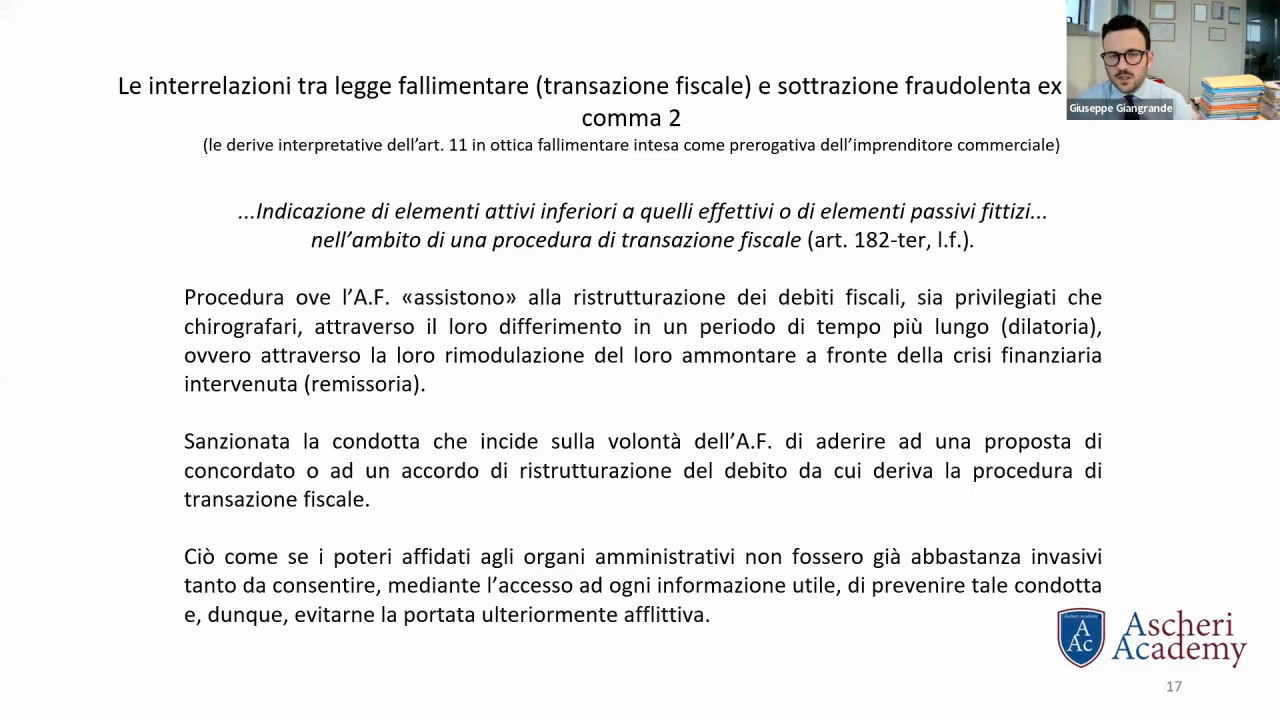 Le interrelazioni tra legge fallimentare (transazione fiscale) e sottrazione fraudolenta ex
comma 2
(le derive interpretative dell’art. 11 in ottica fallimentare intesa come prerogativa dell’imprenditore commerciale)
Giuseppe Giangrande
...Indicazione di elementi attivi inferiori a quelli effettivi o di elementi passivi fittizi...
nell’ambito di una procedura di transazione fiscale (art. 182-ter, l.f.).
Procedura ove l’A.F. «assistono» alla ristrutturazione dei debiti fiscali, sia privilegiati che
chirografari, attraverso il loro differimento in un periodo di tempo più lungo (dilatoria),
ovvero attraverso la loro rimodulazione del loro ammontare a fronte della crisi finanziaria
intervenuta (remissoria).
Sanzionata la condotta che incide sulla volontà dell’A.F. di aderire ad una proposta di
concordato o ad un accordo di ristrutturazione del debito da cui deriva la procedura di
transazione fiscale.
Ciò come se i poteri affidati agli organi amministrativi non fossero già abbastanza invasivi
tanto da consentire, mediante l’accesso ad ogni informazione utile, di prevenire tale condotta
e, dunque, evitarne la portata ulteriormente afflittiva.
A
Ac
Ascheri
Academy
17